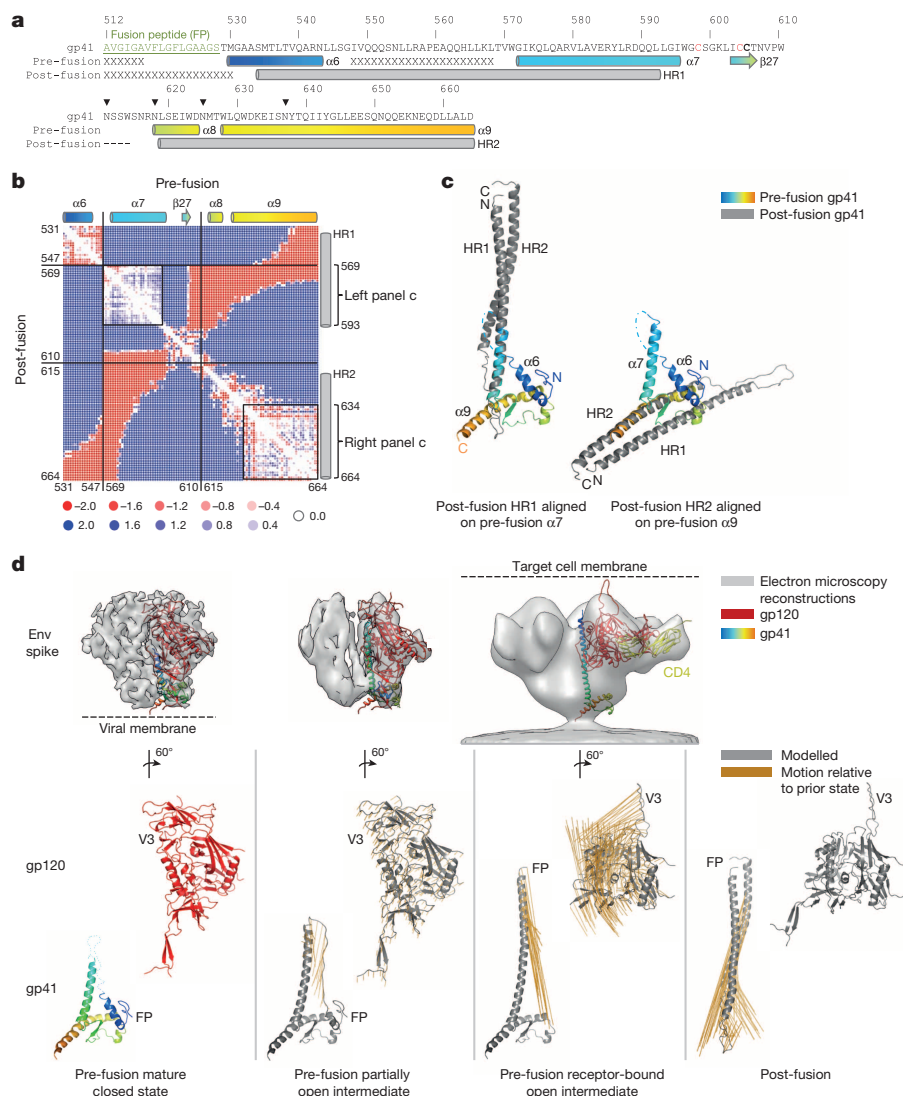 a
512 530 540 550 560 570 580 590 600 610
Fusion peptide (FP)
gp41 AVGIGAVFLGFLGAAGSTMGAASMTLTVQARNLLSGIVQQQSNLLRAPEAQQHLLKLTVWGIKQLQARVLAVERYLRDQQLLGIWGCSGKLICCTNVPW
Pre-fusion XXXXX α6 XXXXXXXXXXXXXXXXXXXX α7 β27
Post-fusion XXXXXXXXXXXXXXXXXX HR1
620 630 640 650 660
gp41 NSSWSNRNLSEIWDNMTWLQWDKEISNYTQIIYGLLEESQNQQEKNEQDLLALD
Pre-fusion α8 α9
Post-fusion ---- HR2
b
Pre-fusion
α6 α7 β27 α8 α9
531 HR1
547
569 569
Left panel c
593
Post-fusion
610
615 HR2
634
Right panel c
664 664
531 547 569 610 615 664
−2.0 −1.6 −1.2 −0.8 −0.4 0.0
2.0 1.6 1.2 0.8 0.4
c
Pre-fusion gp41
Post-fusion gp41
C
N
HR1 HR2
α6
N
α9
C
α7 α6 N
HR2
HR1
C N
Post-fusion HR1 aligned
on pre-fusion α7
Post-fusion HR2 aligned
on pre-fusion α9
d
Target cell membrane
Electron microscopy
reconstructions
gp120
gp41
Env
spike
CD4
Viral membrane
60° 60° 60°
Modelled
Motion relative
to prior state
V3 V3 V3
gp120
FP FP
gp41
FP FP
Pre-fusion mature
closed state
Pre-fusion partially
open intermediate
Pre-fusion receptor-bound
open intermediate
Post-fusion